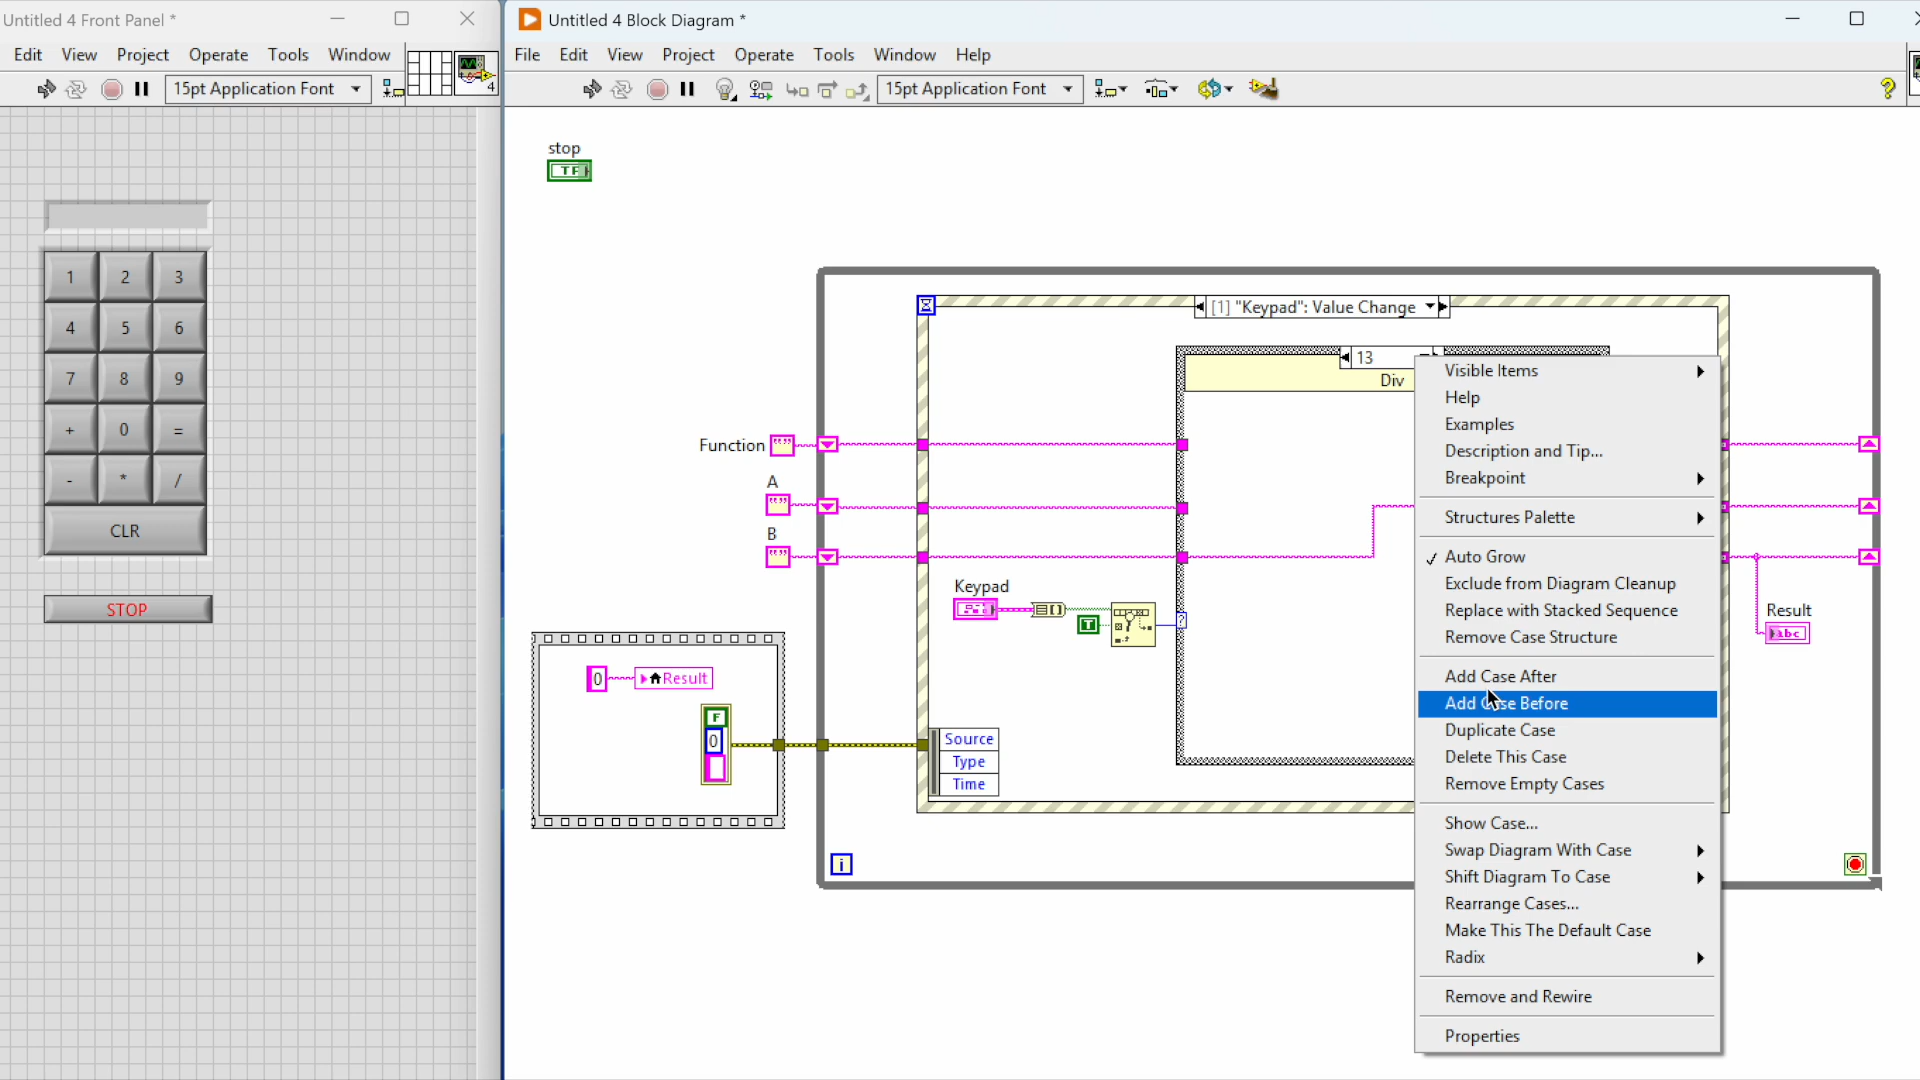 Untitled 4 Front Panel *
Edit View Project Operate Tools Window
15pt Application Font
4
1 2 3
4 5 6
7 8 9
+ 0 =
- * /
CLR
STOP
Untitled 4 Block Diagram *
File Edit View Project Operate Tools Window Help
15pt Application Font
?
stop
TF
[1] "Keypad": Value Change
13
Div
Function
A
B
Keypad
T
?
0
Result
F
0
Source
Type
Time
i
Result
abc
Visible Items
Help
Examples
Description and Tip...
Breakpoint
Structures Palette
Auto Grow
Exclude from Diagram Cleanup
Replace with Stacked Sequence
Remove Case Structure
Add Case After
Add Case Before
Duplicate Case
Delete This Case
Remove Empty Cases
Show Case...
Swap Diagram With Case
Shift Diagram To Case
Rearrange Cases...
Make This The Default Case
Radix
Remove and Rewire
Properties